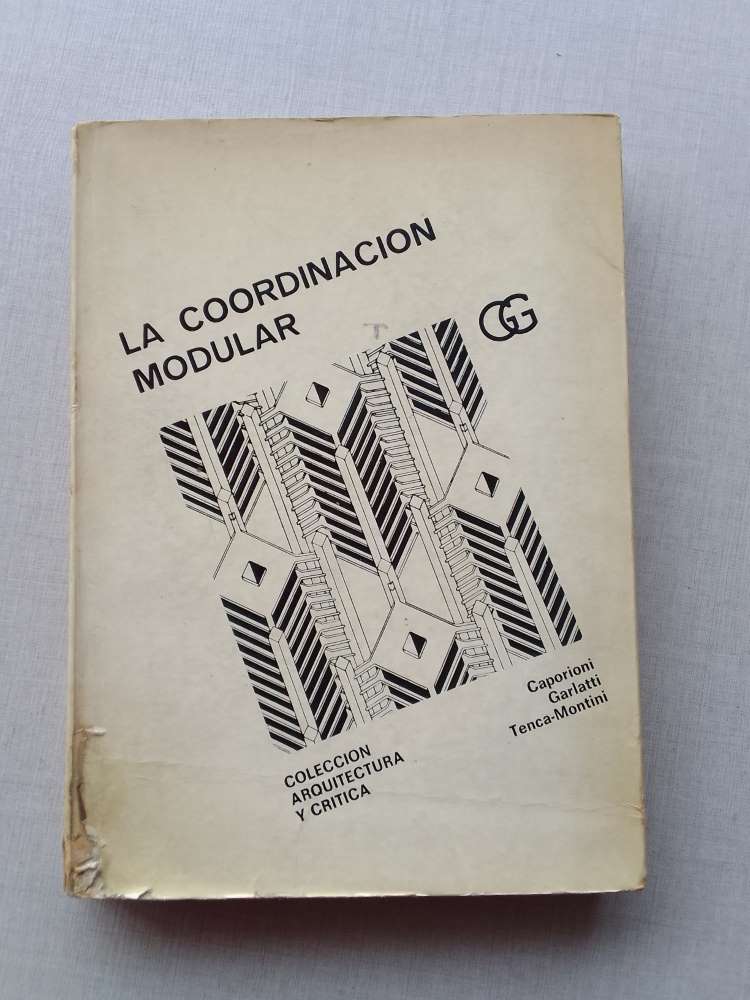 LA COORDINACION
MODULAR
T
GG
Caporioni
Garlatti
Tenca-Montini
COLECCION
ARQUITECTURA
Y CRITICA